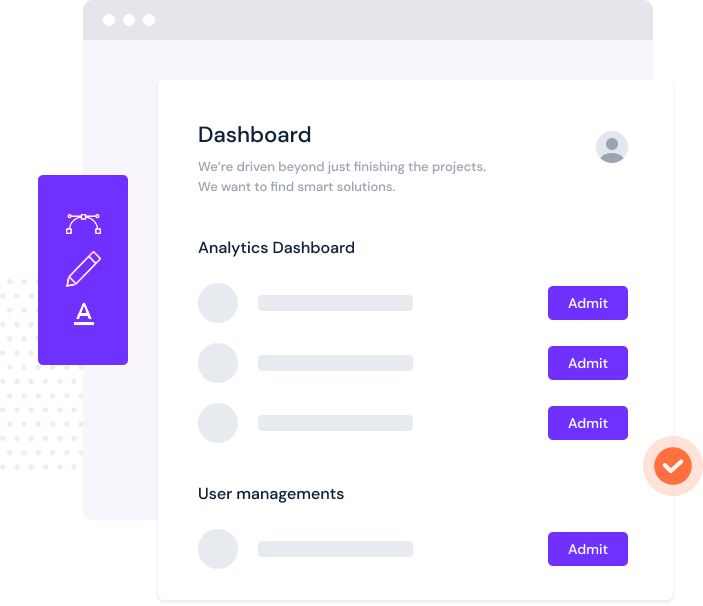 Dashboard
We’re driven beyond just finishing the projects.
We want to find smart solutions.
Analytics Dashboard
Admit
Admit
A
Admit
User managements
Admit